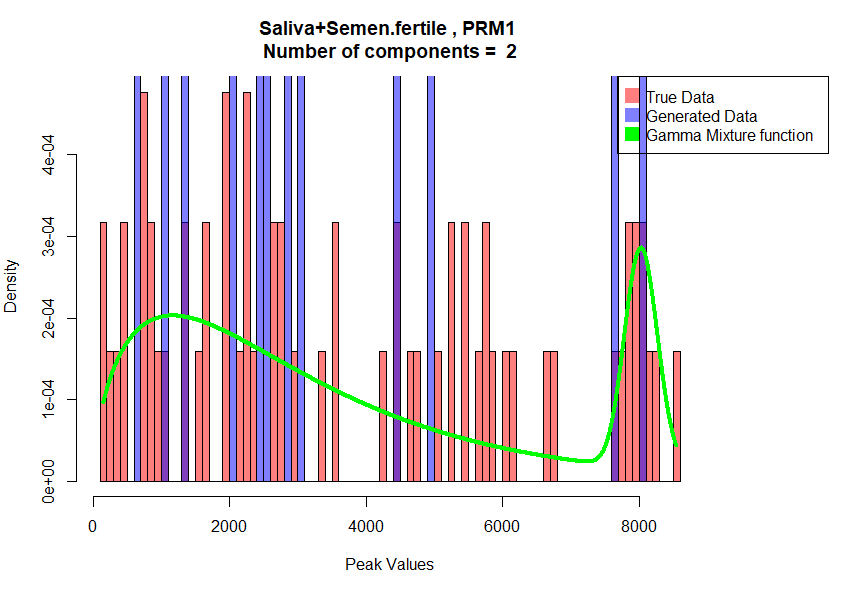 Saliva+Semen.fertile , PRM1
Number of components =  2
True Data
Generated Data
Gamma Mixture function
Density
4e-04
3e-04
2e-04
1e-04
0e+00
0 2000 4000 6000 8000
Peak Values